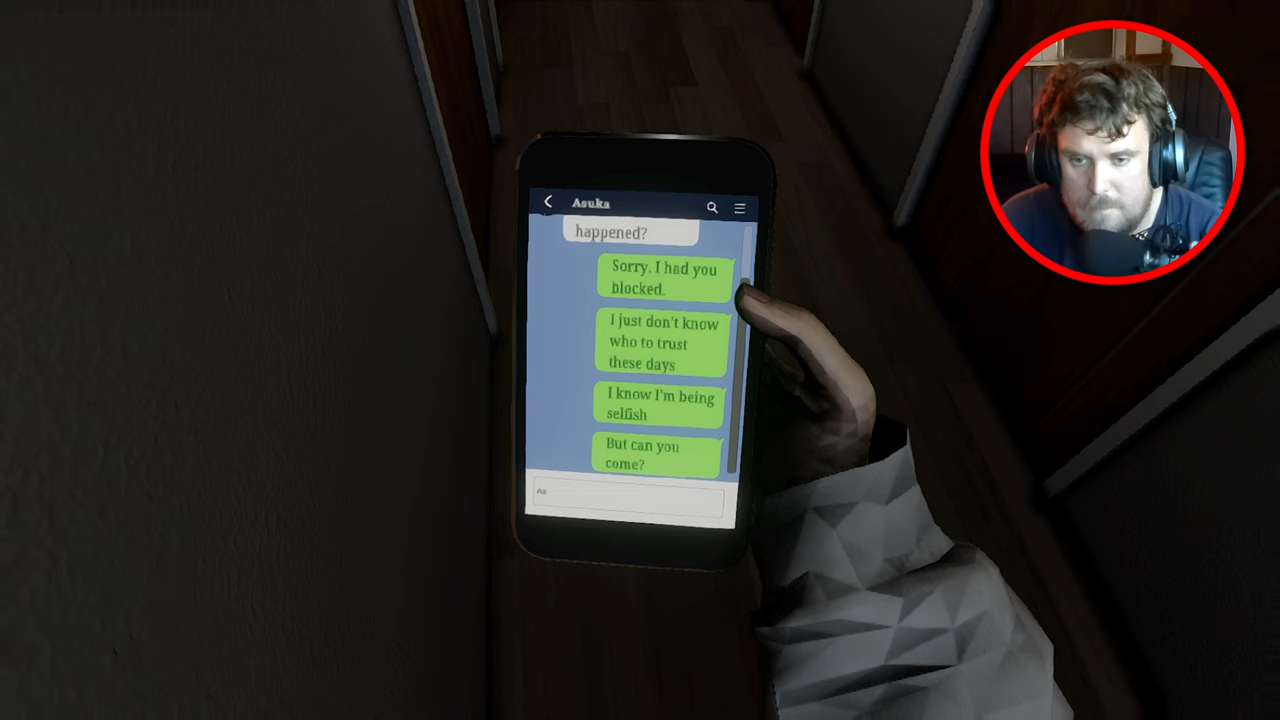 Asuka
happened?
Sorry. I had you
blocked.
I just don't know
who to trust
these days
I know I'm being
selfish
But can you
come?
Aa